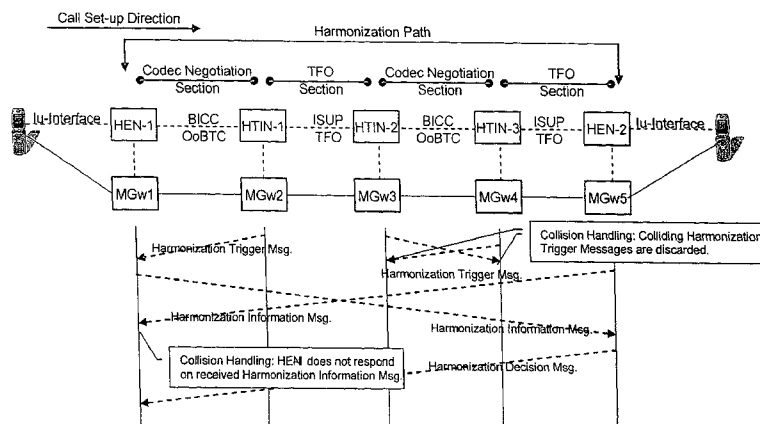 Call Set-up Direction
Harmonization Path
Codec Negotiation
Section
TFO
Section
Codec Negotiation
Section
TFO
Section
Iu-Interface
HEN-1
BICC
OoBTC
HTIN-1
ISUP
TFO
HTIN-2
BICC
OoBTC
HTIN-3
ISUP
TFO
HEN-2
Iu-Interface
MGw1
MGw2
MGw3
MGw4
MGw5
Collision Handling: Colliding Harmonization
Trigger Messages are discarded.
Harmonization Trigger Msg.
Harmonization Trigger Msg.
Harmonization Information Msg.
Harmonization Information Msg.
Collision Handling: HENI does not respond
on received Harmonization Information Msg.
Harmonization Decision Msg.